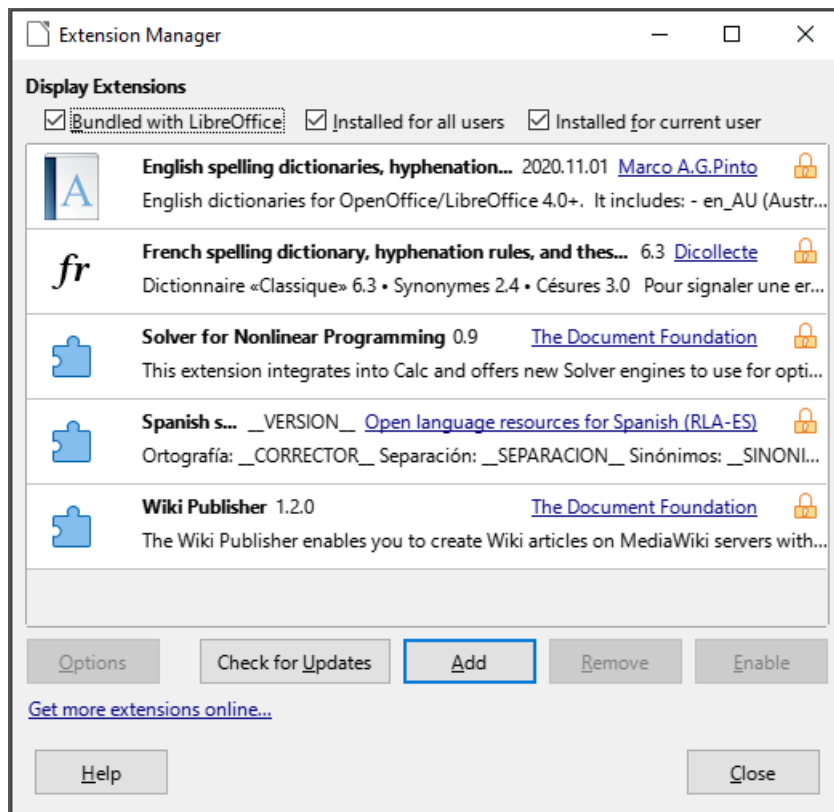 Extension Manager
Display Extensions
Bundled with LibreOffice Installed for all users Installed for current user
A English spelling dictionaries, hyphenation... 2020.11.01 Marco A.G.Pinto
English dictionaries for OpenOffice/LibreOffice 4.0+. It includes: - en_AU (Austr...
fr French spelling dictionary, hyphenation rules, and thes... 6.3 Dicollecte
Dictionnaire «Classique» 6.3 • Synonymes 2.4 • Césures 3.0 Pour signaler une er...
Solver for Nonlinear Programming 0.9 The Document Foundation
This extension integrates into Calc and offers new Solver engines to use for opti...
Spanish s... __VERSION__ Open language resources for Spanish (RLA-ES)
Ortografía: __CORRECTOR__ Separación: __SEPARACION__ Sinónimos: __SINONI...
Wiki Publisher 1.2.0 The Document Foundation
The Wiki Publisher enables you to create Wiki articles on MediaWiki servers with...
Options Check for Updates Add Remove Enable
Get more extensions online...
Help Close